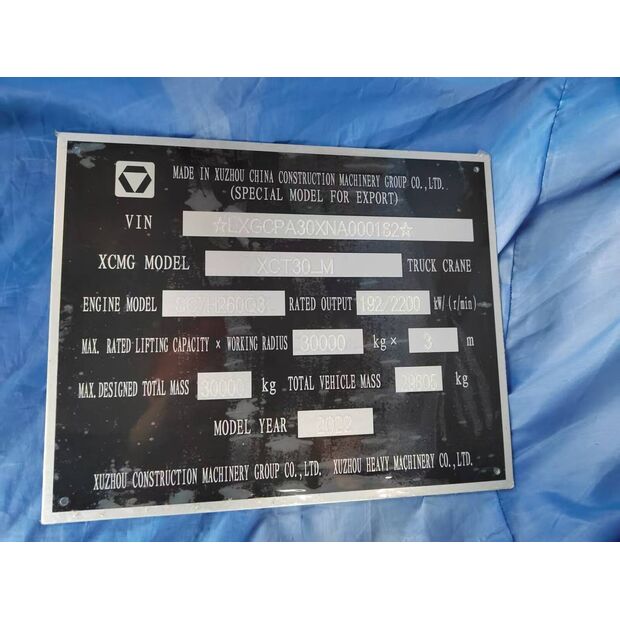 MADE IN XUZHOU CHINA CONSTRUCTION MACHINERY GROUP CO., LTD.
(SPECIAL MODEL FOR EXPORT)
VIN ☆LXGCPA30XNA000182☆
XCMG MODEL XCT30_M TRUCK CRANE
ENGINE MODEL SC7H260Q3 RATED OUTPUT 192/2200 kW/(r/min)
MAX. RATED LIFTING CAPACITY × WORKING RADIUS 30000 kg× 3 m
MAX. DESIGNED TOTAL MASS 30000 kg TOTAL VEHICLE MASS kg
MODEL YEAR 2022
XUZHOU CONSTRUCTION MACHINERY GROUP CO., LTD. XUZHOU HEAVY MACHINERY CO., LTD.